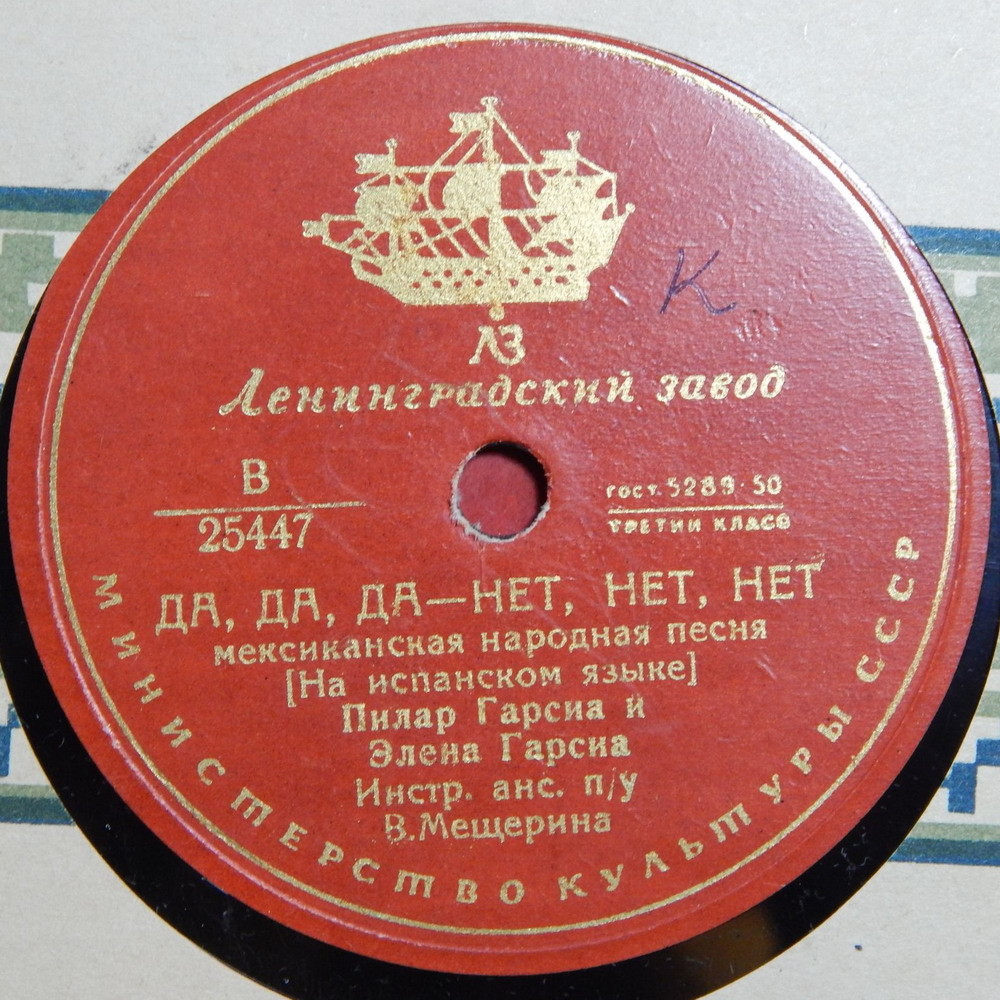 К
ЛЗ
Ленинградский завод
В
25447
ГОСТ. 5289·50
ТРЕТИЙ КЛАСС
ДА, ДА, ДА—НЕТ, НЕТ, НЕТ
мексиканская народная песня
[На испанском языке]
Пилар Гарсиа й
Элена Гарсиа
Инстр. анс. п/у
В.Мещерина
МИНИСТЕРСТВО КУЛЬТУРЫ СССР